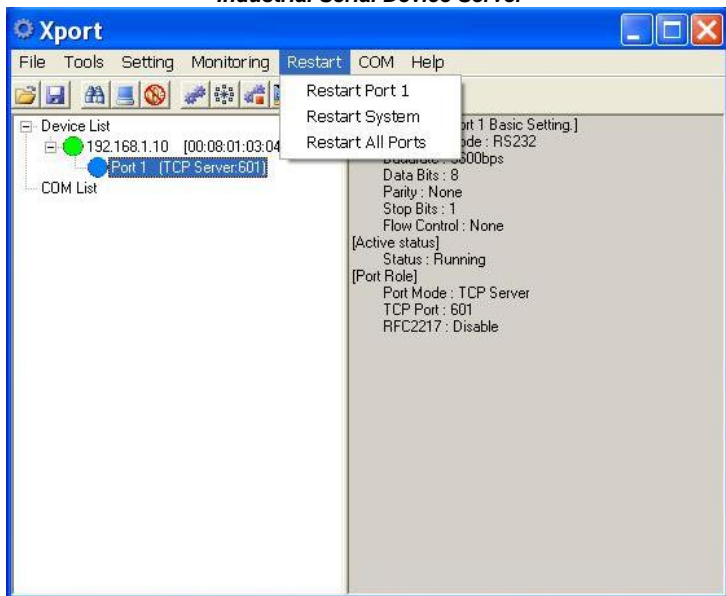 Industrial Serial Device Server
Xport
File Tools Setting Monitoring Restart COM Help
Restart Port 1
Restart System
Restart All Ports
Device List
192.168.1.10 [00:08:01:03:04
Port 1 (TCP Server:601)
COM List
ort 1 Basic Setting.]
ode : RS232
600bps
Data Bits : 8
Parity : None
Stop Bits : 1
Flow Control : None
[Active status]
Status : Running
[Port Role]
Port Mode : TCP Server
TCP Port : 601
RFC2217 : Disable